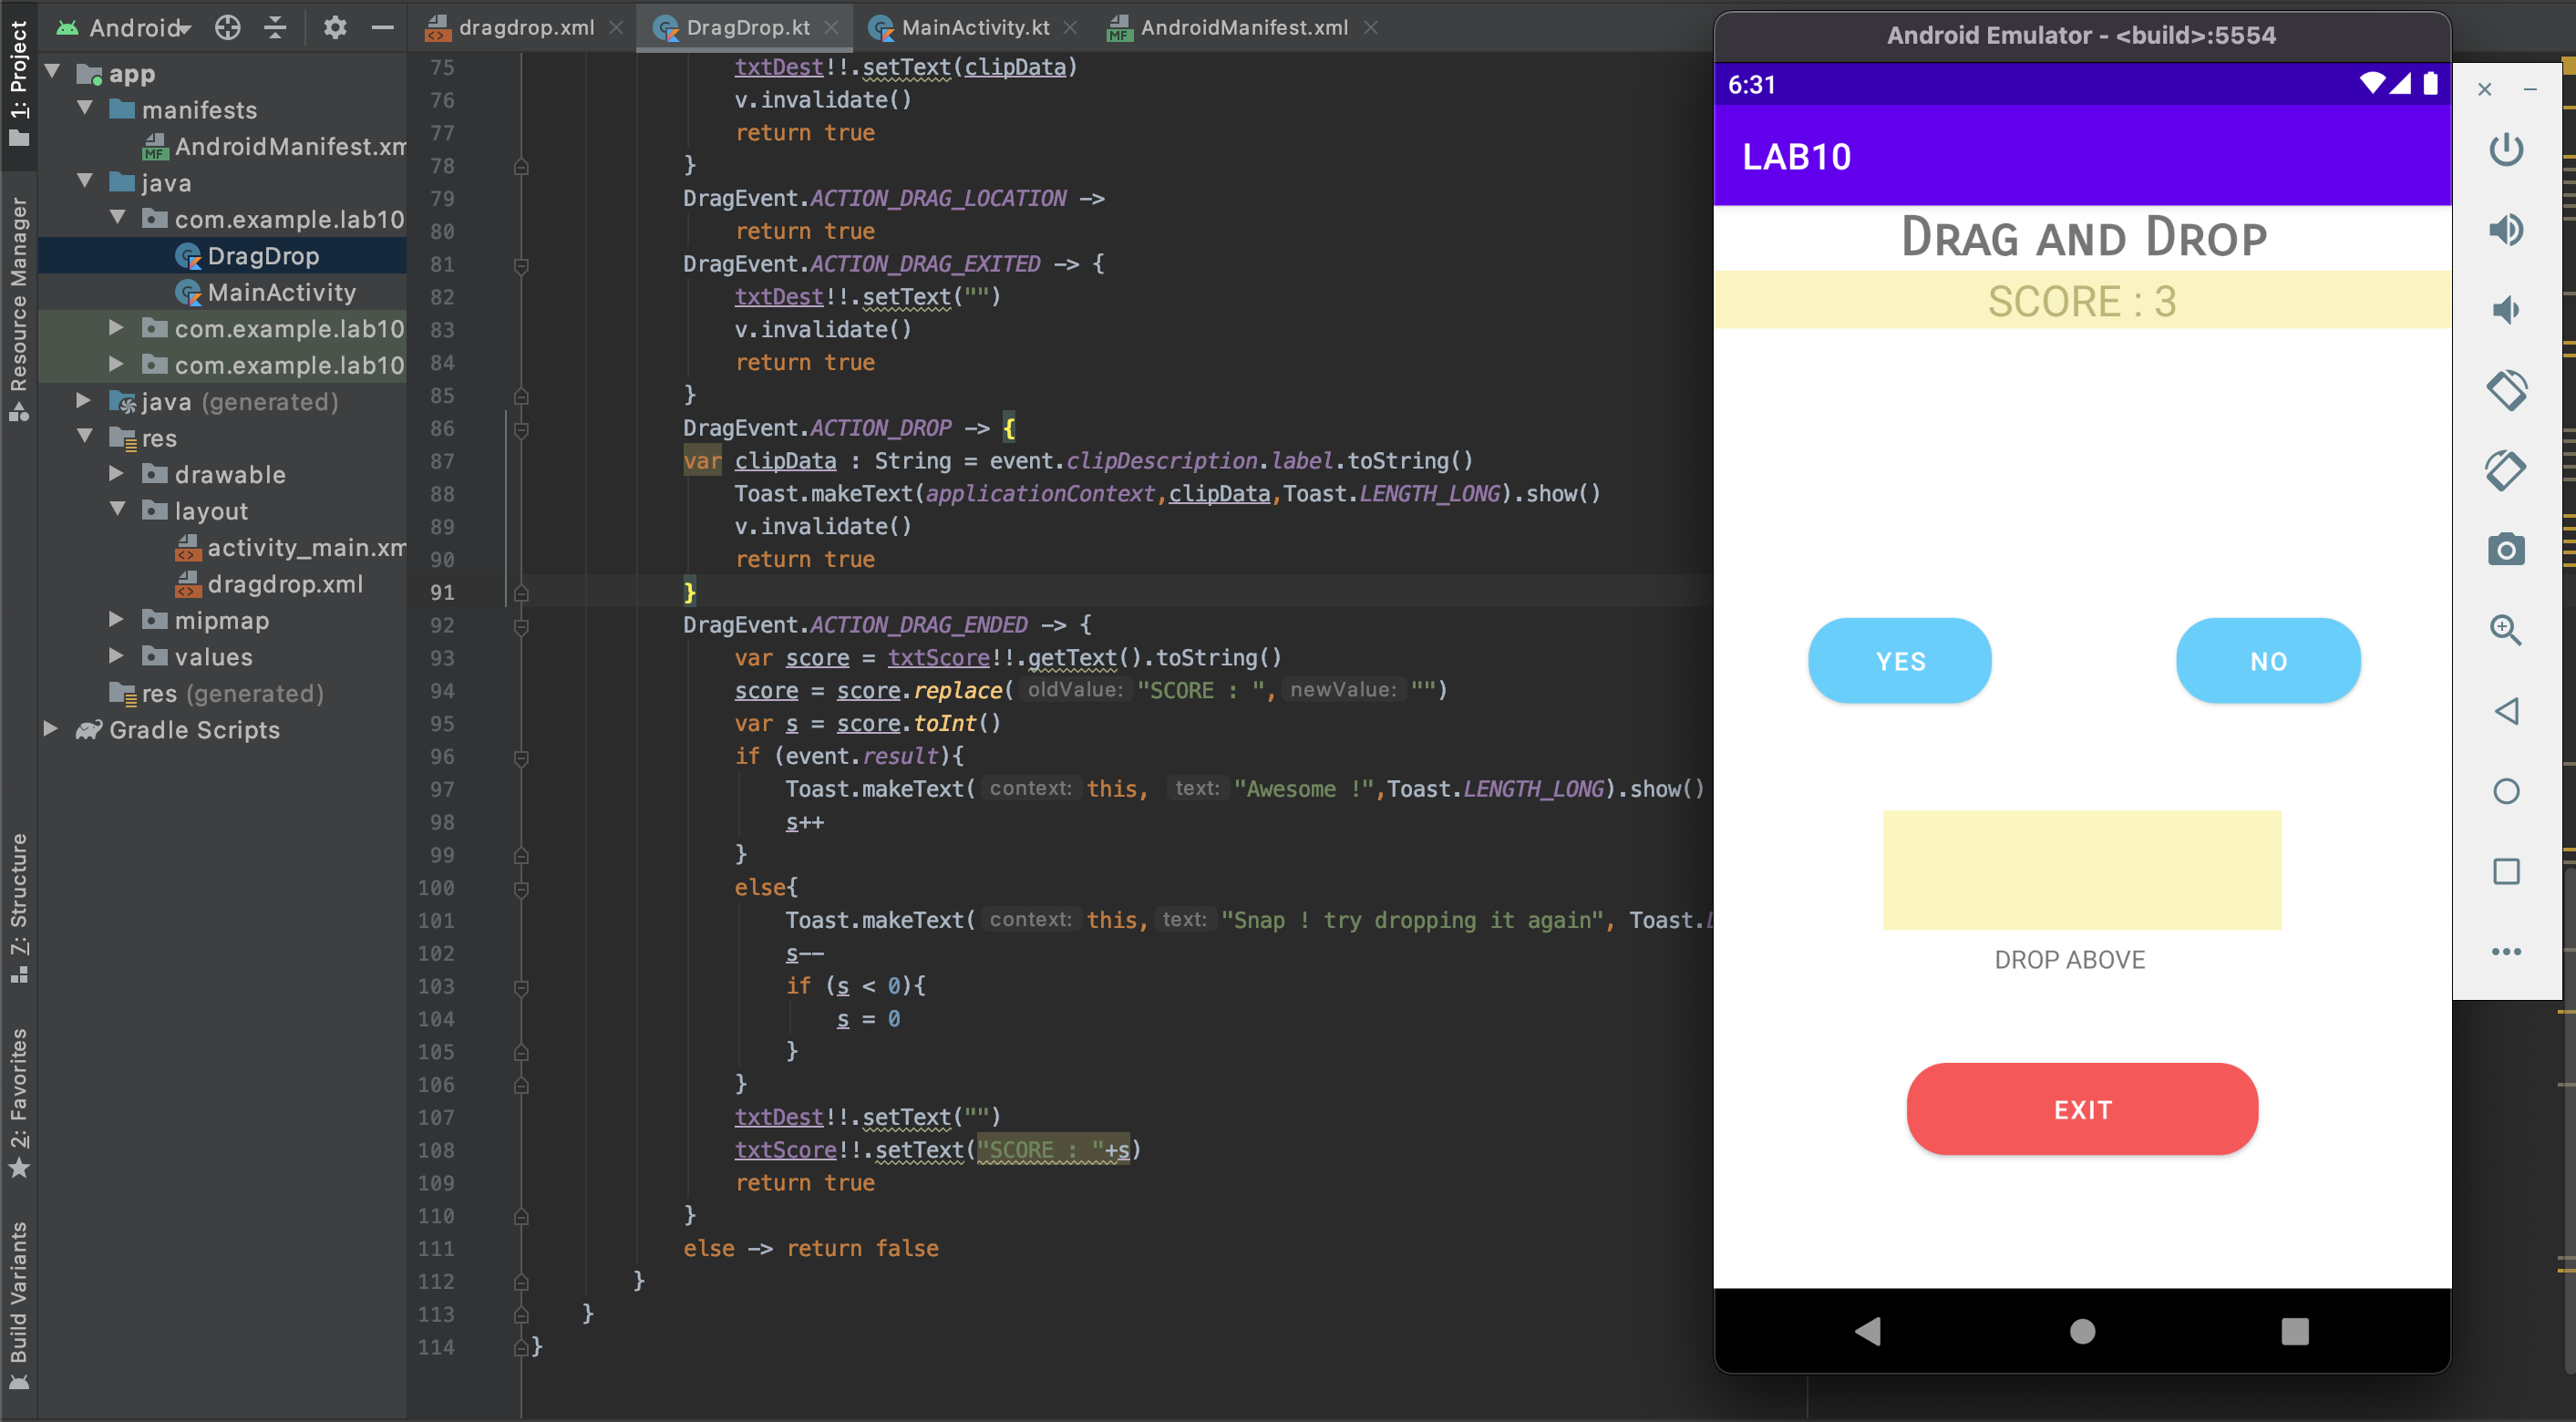 Android
dragdrop.xml
DragDrop.kt
MainActivity.kt
AndroidManifest.xml
1: Project
Resource Manager
7: Structure
2: Favorites
Build Variants
app
manifests
AndroidManifest.xm
java
com.example.lab10
DragDrop
MainActivity
com.example.lab10
com.example.lab10
java (generated)
res
drawable
layout
activity_main.xm
dragdrop.xml
mipmap
values
res (generated)
Gradle Scripts
75 txtDest!!.setText(clipData)
76 v.invalidate()
77 return true
78 }
79 DragEvent.ACTION_DRAG_LOCATION ->
80 return true
81 DragEvent.ACTION_DRAG_EXITED -> {
82 txtDest!!.setText("")
83 v.invalidate()
84 return true
85 }
86 DragEvent.ACTION_DROP -> {
87 var clipData : String = event.clipDescription.label.toString()
88 Toast.makeText(applicationContext,clipData,Toast.LENGTH_LONG).show()
89 v.invalidate()
90 return true
91 }
92 DragEvent.ACTION_DRAG_ENDED -> {
93 var score = txtScore!!.getText().toString()
94 score = score.replace( oldValue: "SCORE : ", newValue: "")
95 var s = score.toInt()
96 if (event.result){
97 Toast.makeText( context: this, text: "Awesome !",Toast.LENGTH_LONG).show()
98 s++
99 }
100 else{
101 Toast.makeText( context: this, text: "Snap ! try dropping it again", Toast.L
102 s--
103 if (s < 0){
104 s = 0
105 }
106 }
107 txtDest!!.setText("")
108 txtScore!!.setText("SCORE : "+s)
109 return true
110 }
111 else -> return false
112 }
113 }
114 }
Android Emulator - <build>:5554
6:31
LAB10
DRAG AND DROP
SCORE : 3
YES
NO
DROP ABOVE
EXIT